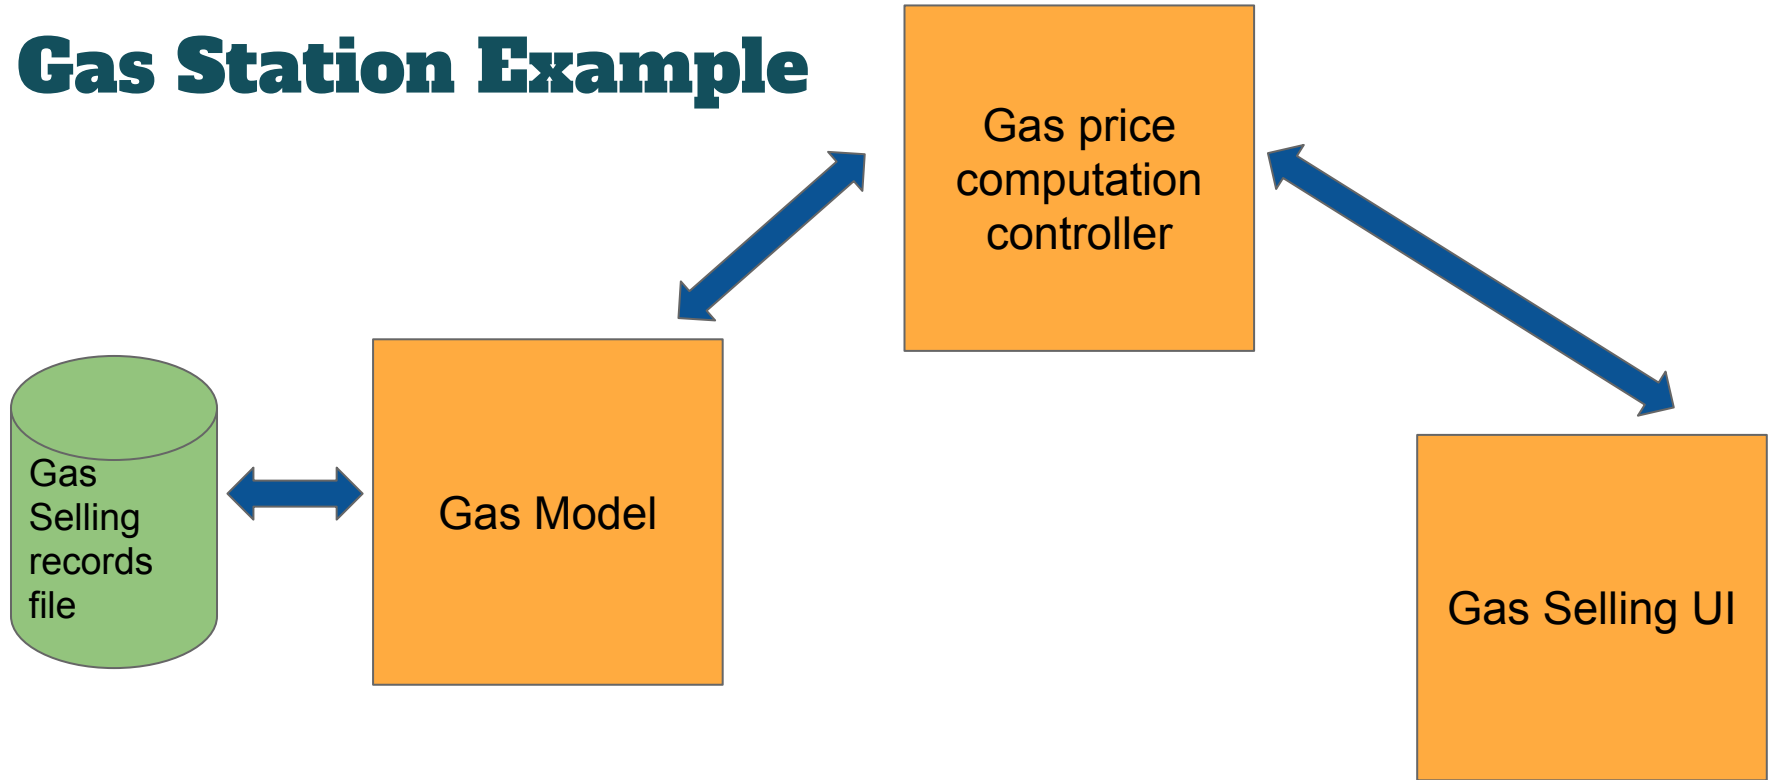 Gas Station Example
Gas price
computation
controller
Gas
Selling
records
file
Gas Model
Gas Selling UI